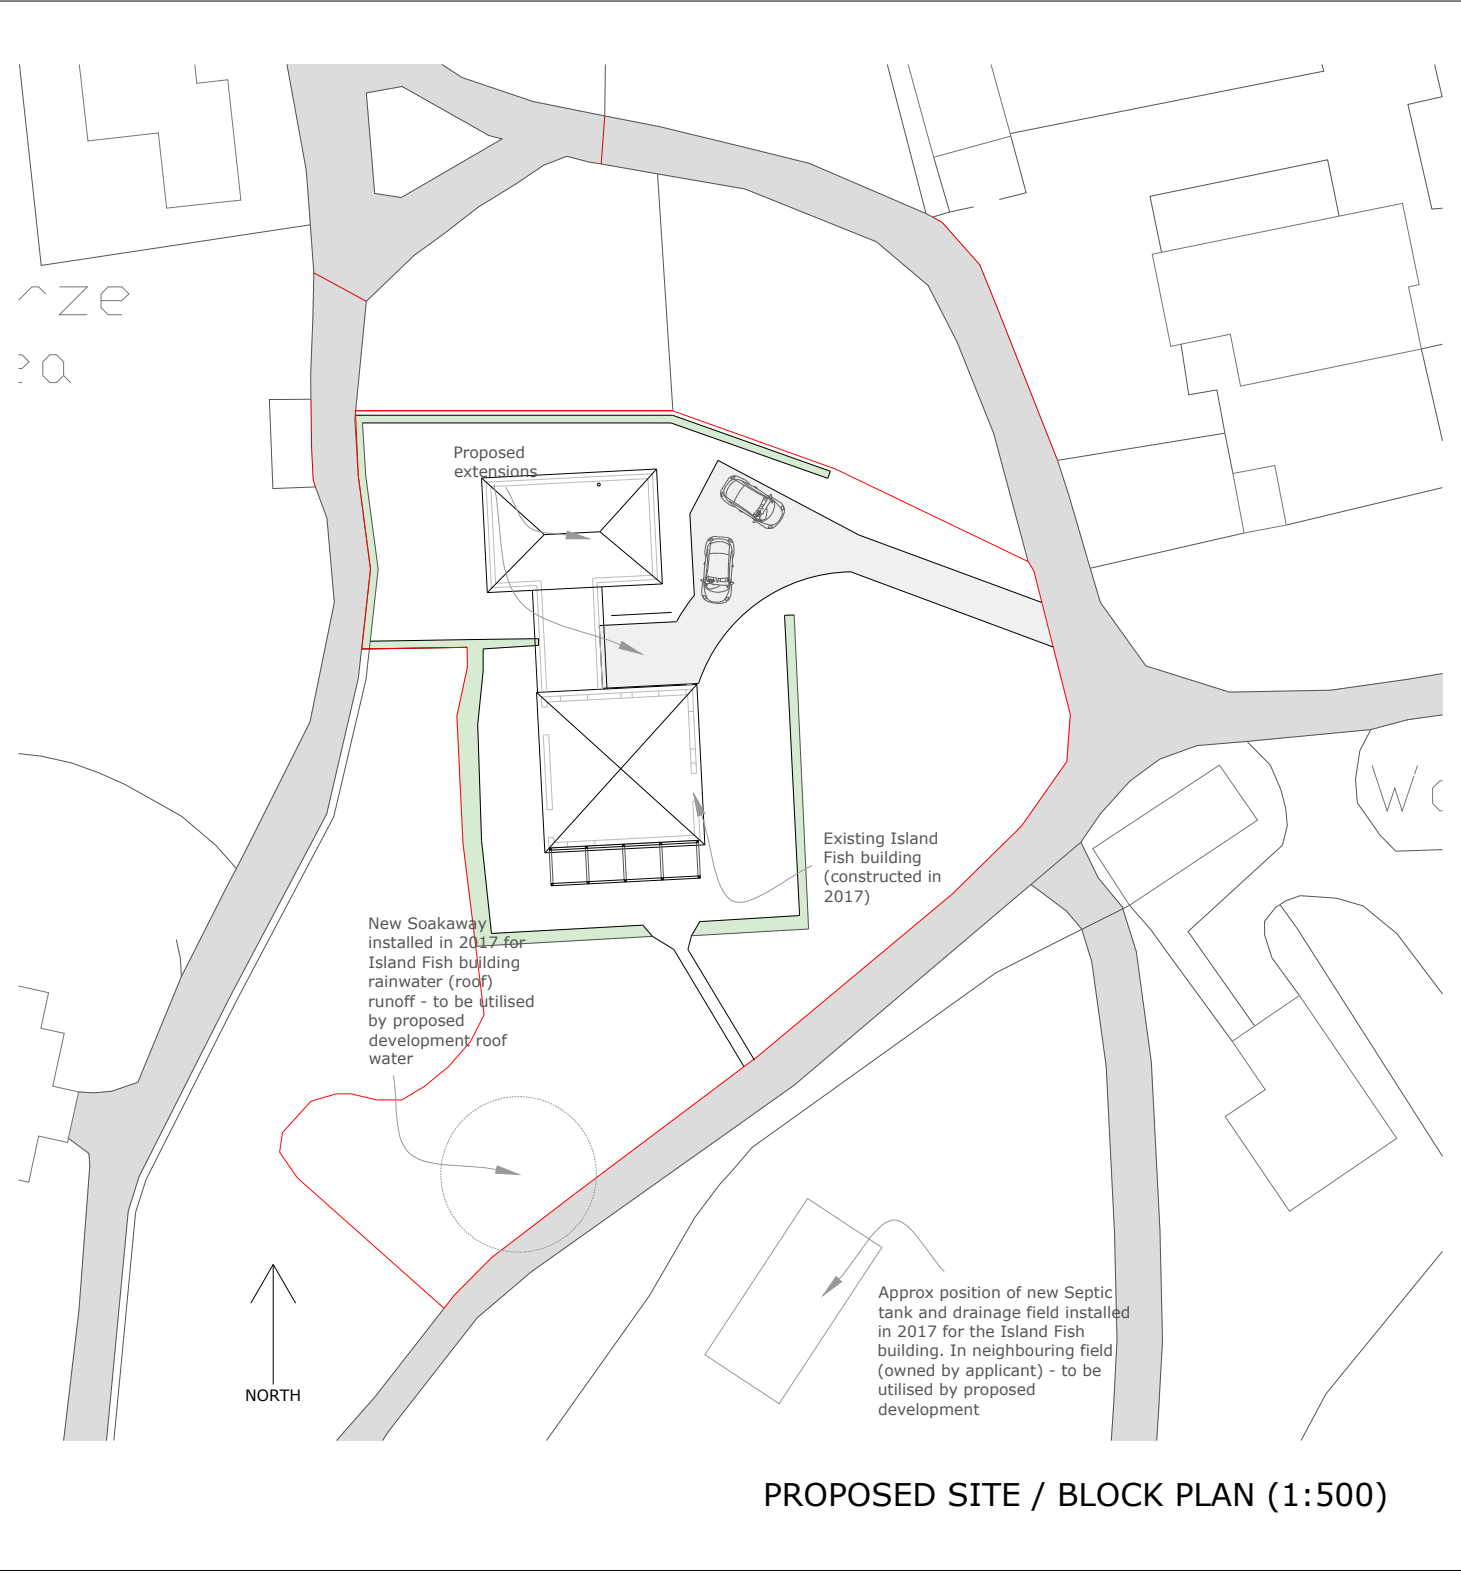 rze
Proposed
extensions
Existing Island
Fish building
(constructed in
2017)
New Soakaway
installed in 2017 for
Island Fish building
rainwater (roof)
runoff - to be utilised
by proposed
development roof
water
Approx position of new Septic
tank and drainage field installed
in 2017 for the Island Fish
building. In neighbouring field
(owned by applicant) - to be
utilised by proposed
development
NORTH
PROPOSED SITE / BLOCK PLAN (1:500)